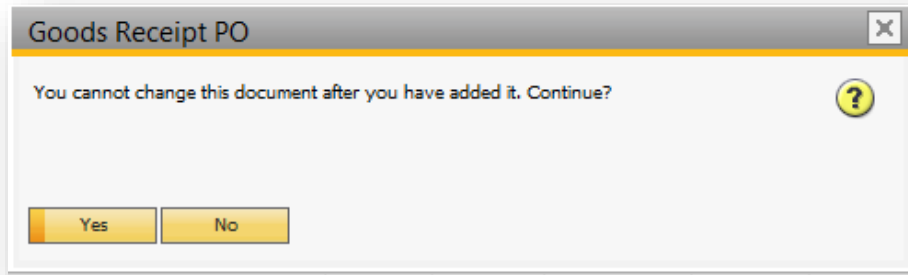 Goods Receipt PO
You cannot change this document after you have added it. Continue?
?
Yes
No